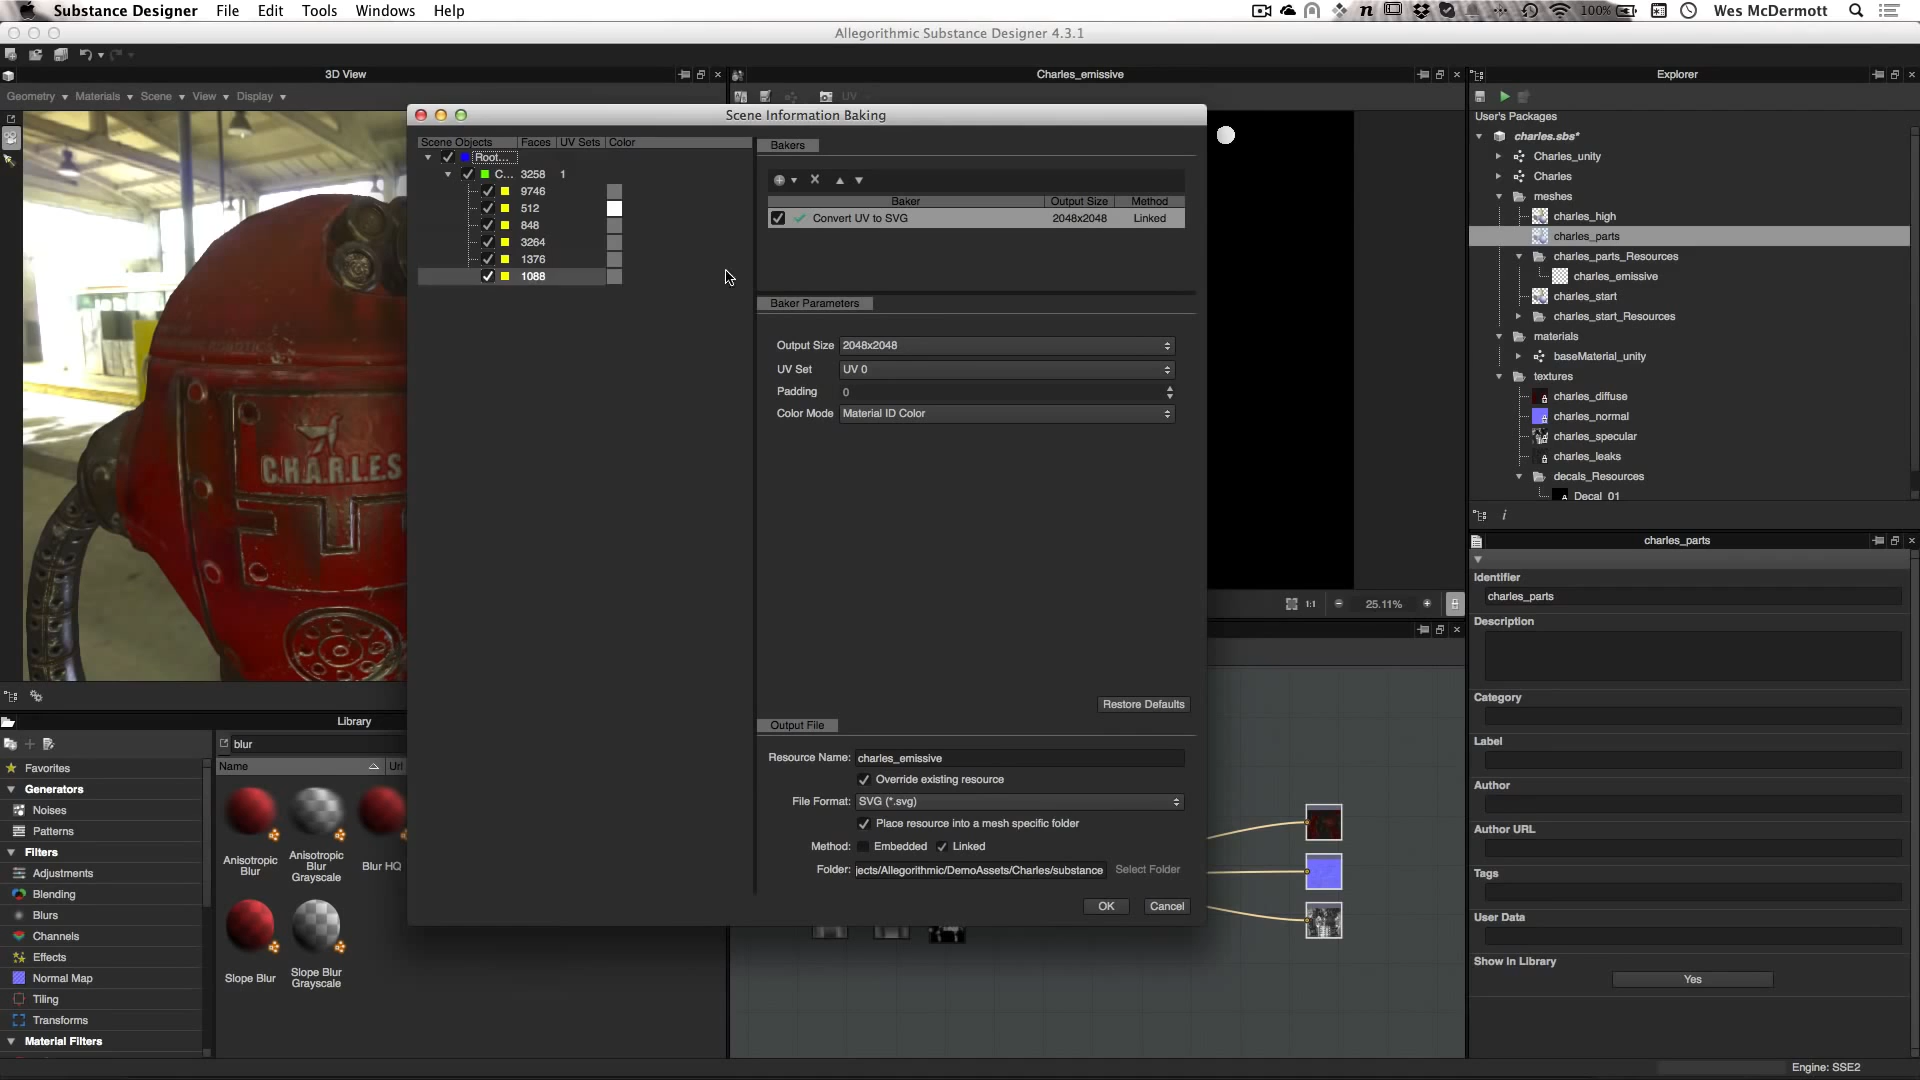 Substance Designer File Edit Tools Windows Help
100% Wes McDermott
Allegorithmic Substance Designer 4.3.1
3D View
Charles_emissive
Explorer
Geometry Materials Scene View Display
UV
Scene Information Baking
Scene Objects Faces UV Sets Color
Root...
C... 3258 1
9746
512
848
3264
1376
1088
Bakers
Baker Output Size Method
Convert UV to SVG 2048x2048 Linked
Baker Parameters
Output Size 2048x2048
UV Set UV 0
Padding 0
Color Mode Material ID Color
Restore Defaults
Output File
Resource Name: charles_emissive
Override existing resource
File Format: SVG (*.svg)
Place resource into a mesh specific folder
Method: Embedded Linked
Folder: jects/Allegorithmic/DemoAssets/Charles/substance Select Folder
OK Cancel
C.H.A.R.L.E.S
User's Packages
charles.sbs*
Charles_unity
Charles
meshes
charles_high
charles_parts
charles_parts_Resources
charles_emissive
charles_start
charles_start_Resources
materials
baseMaterial_unity
textures
charles_diffuse
charles_normal
charles_specular
charles_leaks
decals_Resources
Decal_01
1:1 25.11%
charles_parts
Identifier
charles_parts
Description
Category
Label
Author
Author URL
Tags
User Data
Show In Library
Yes
Library
blur
Name Url
Favorites
Generators
Noises
Patterns
Filters
Adjustments
Blending
Blurs
Channels
Effects
Normal Map
Tiling
Transforms
Material Filters
Anisotropic
Blur
Anisotropic
Blur
Grayscale
Blur HQ
Slope Blur
Slope Blur
Grayscale
Engine: SSE2